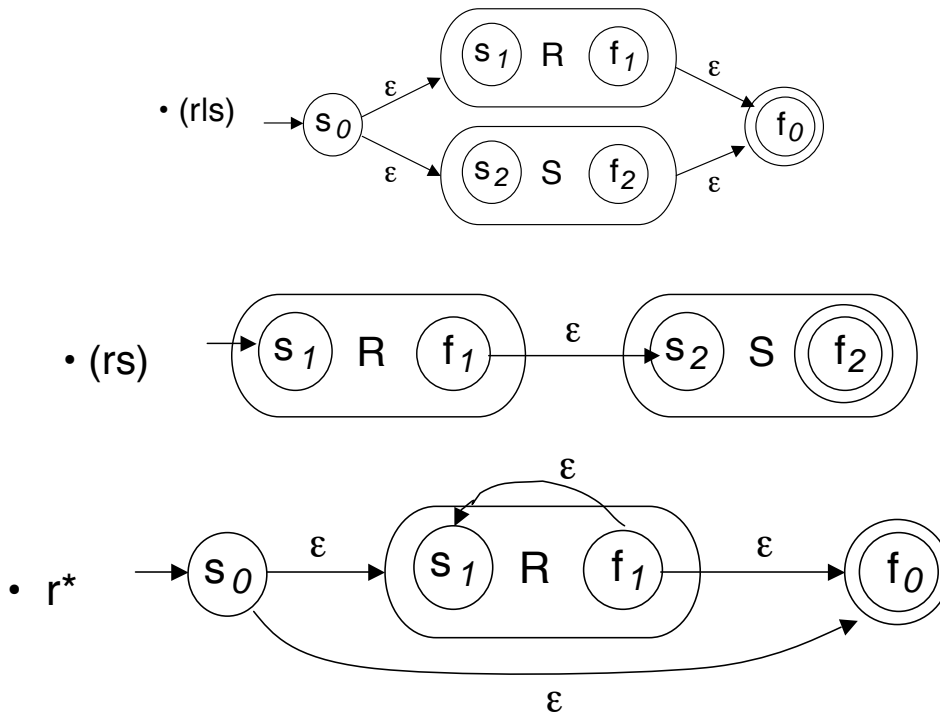 s1 R f1
ε ε
• (r|s) s0 f0
ε s2 S f2 ε
• (rs) s1 R f1 ε s2 S f2
ε
• r* s0 ε s1 R f1 ε f0
ε